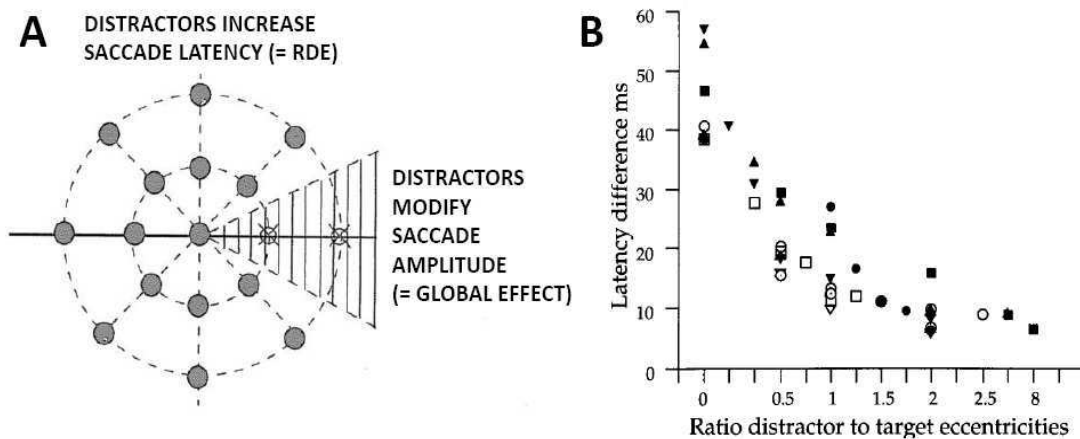 A
DISTRACTORS INCREASE
SACCADE LATENCY (= RDE)
DISTRACTORS
MODIFY
SACCADE
AMPLITUDE
(= GLOBAL EFFECT)
B
Latency difference ms
60
50
40
30
20
10
0
0 0.5 1 1.5 2 2.5 8
Ratio distractor to target eccentricities